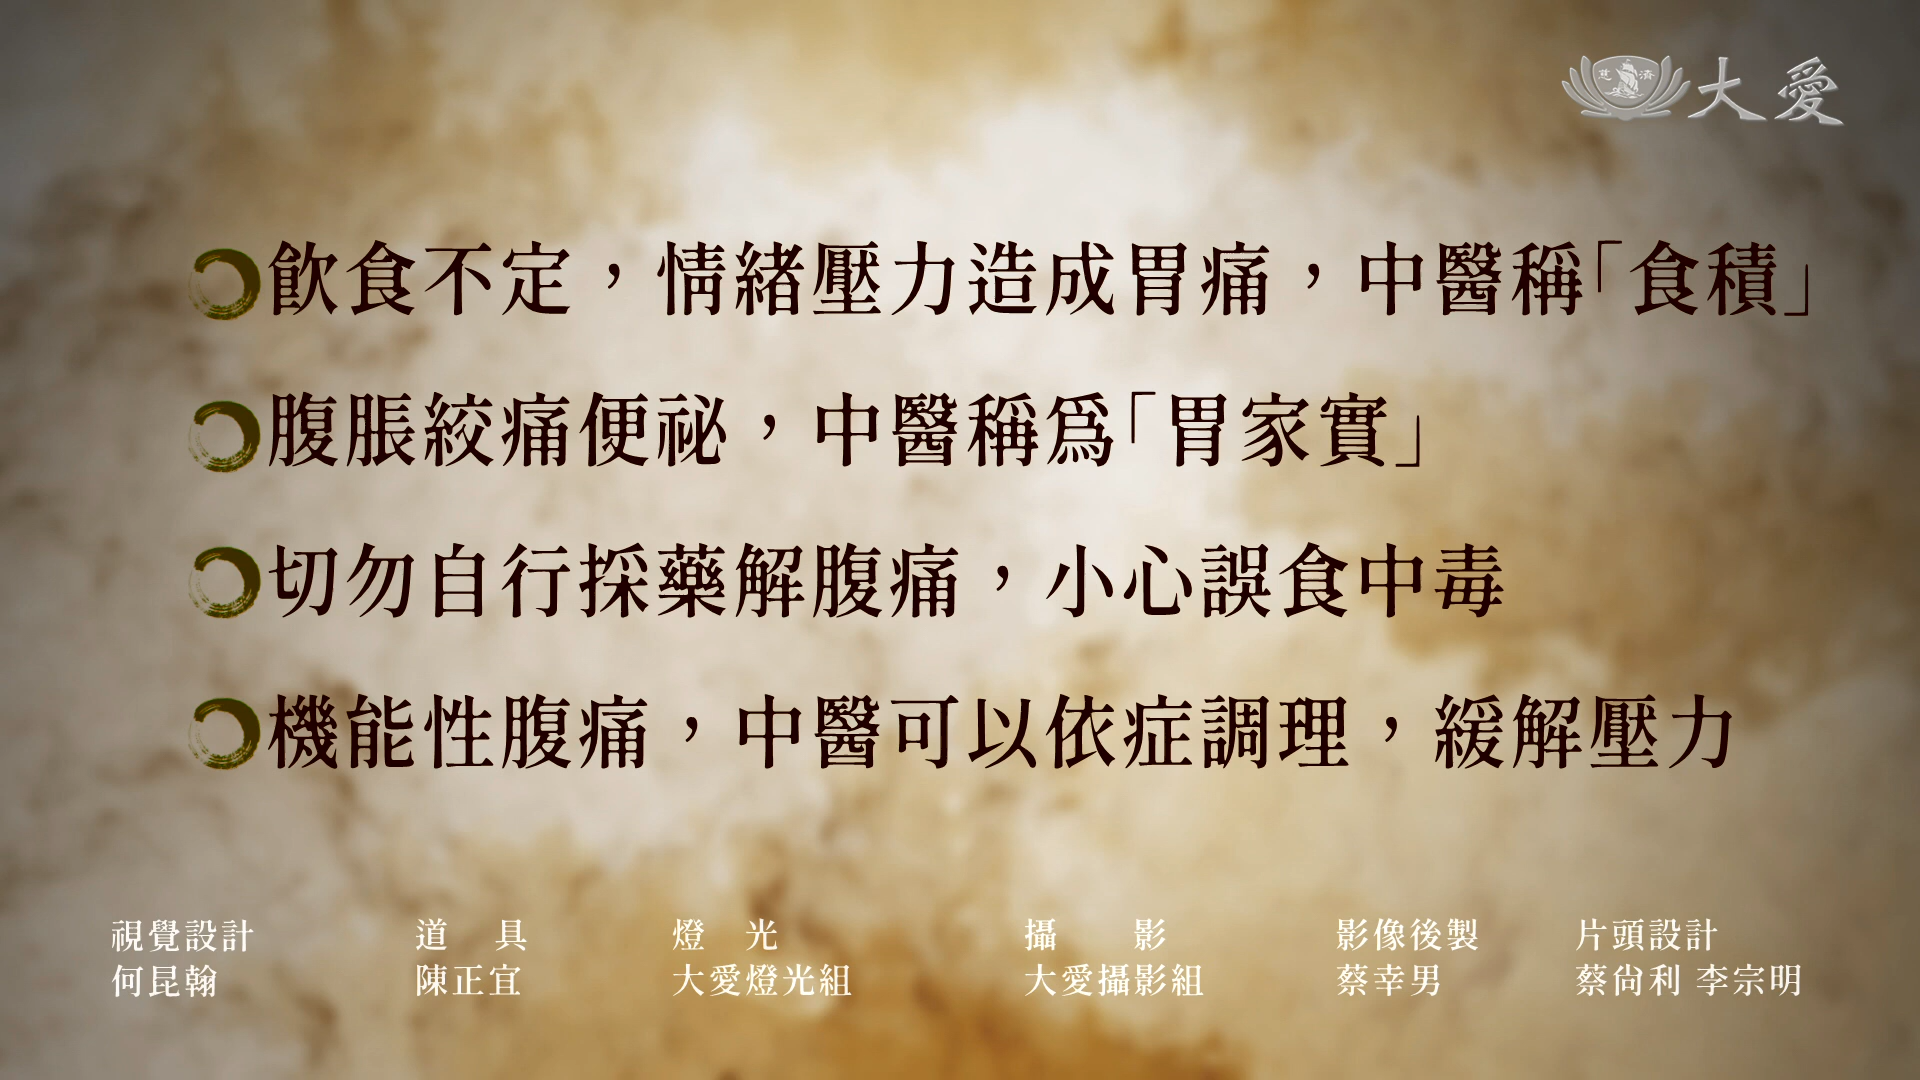 慈濟 大愛
飲食不定，情緒壓力造成胃痛，中醫稱「食積」
腹脹絞痛便祕，中醫稱為「胃家實」
切勿自行採藥解腹痛，小心誤食中毒
機能性腹痛，中醫可以依症調理，緩解壓力
視覺設計 道具 燈光 攝影 影像後製 片頭設計
何昆翰 陳正宜 大愛燈光組 大愛攝影組 蔡幸男 蔡尚利 李宗明